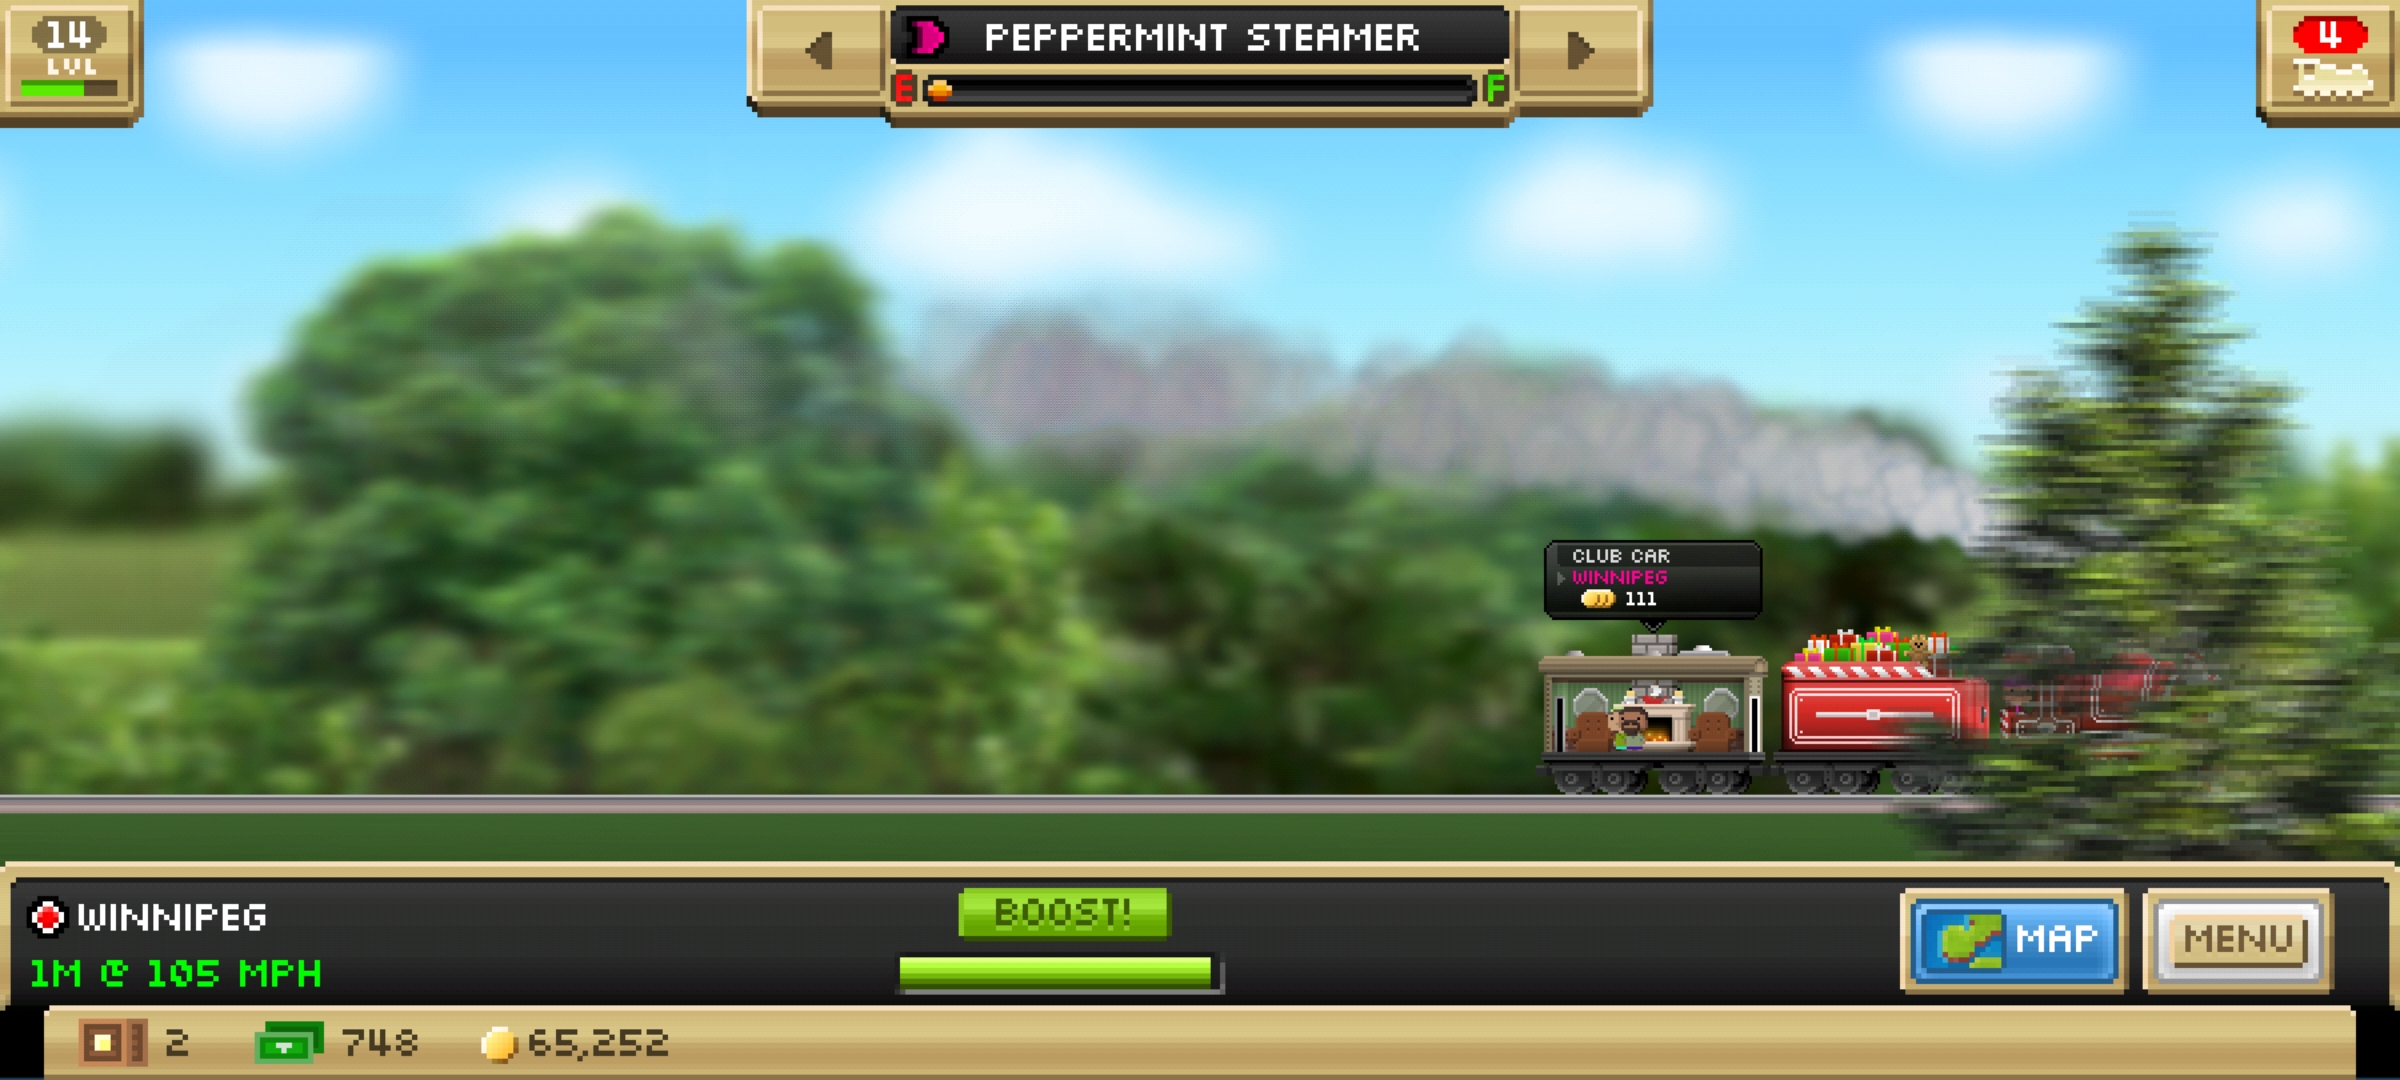 14
LVL
PEPPERMINT STEAMER
E F
4
CLUB CAR
WINNIPEG
111
WINNIPEG
1M @ 105 MPH
BOOST!
MAP
MENU
2
748
65,252